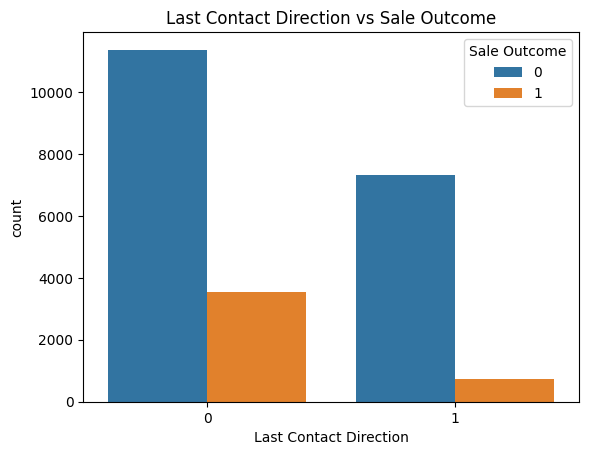 Last Contact Direction vs Sale Outcome
Sale Outcome
0
1
10000
8000
6000
4000
2000
0
count
0
1
Last Contact Direction